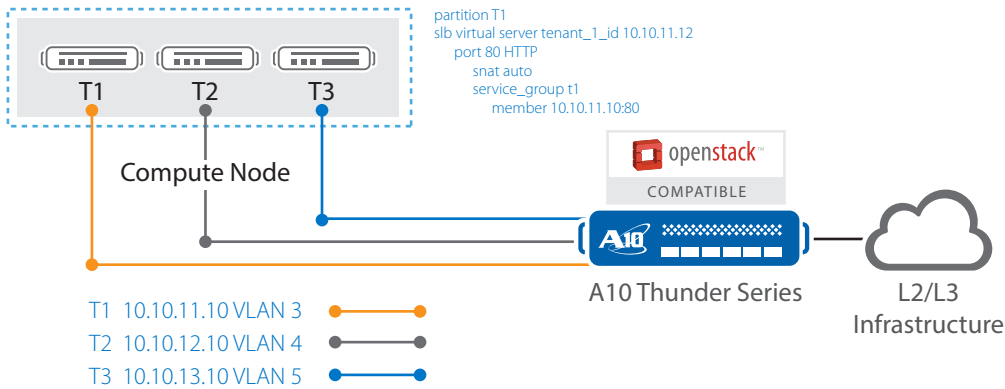 partition T1
slb virtual server tenant_1_id 10.10.11.12
port 80 HTTP
snat auto
service_group t1
member 10.10.11.10:80
T1 T2 T3
Compute Node
openstack™
COMPATIBLE
A10
A10 Thunder Series
L2/L3
Infrastructure
T1 10.10.11.10 VLAN 3
T2 10.10.12.10 VLAN 4
T3 10.10.13.10 VLAN 5